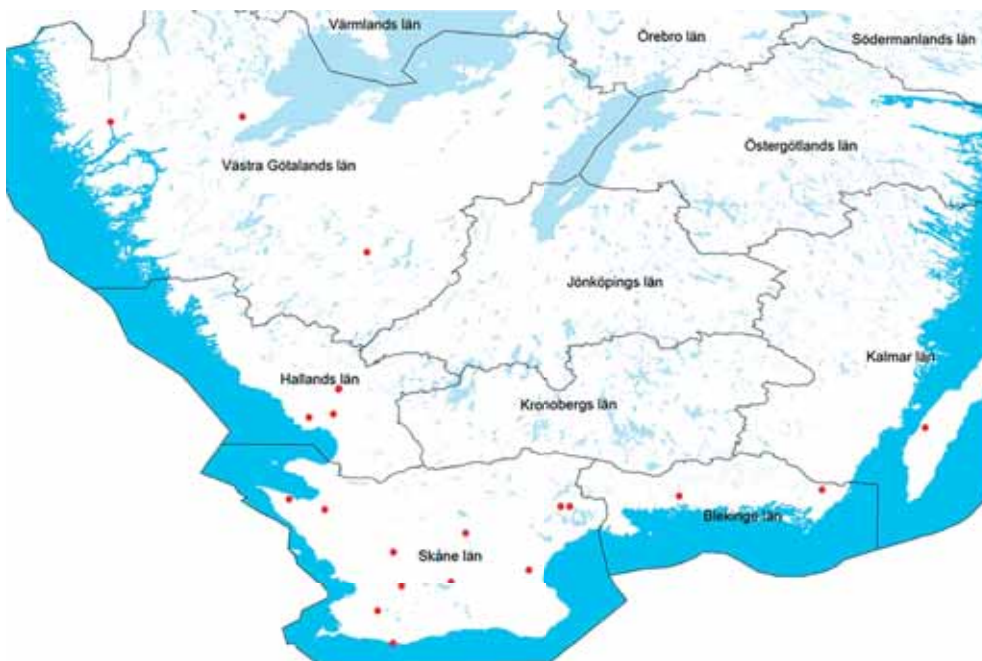 Värmlands län
Örebro län
Södermanlands län
Västra Götalands län
Östergötlands län
Jönköpings län
Hallands län
Kalmar län
Kronobergs län
Blekinge län
Skåne län